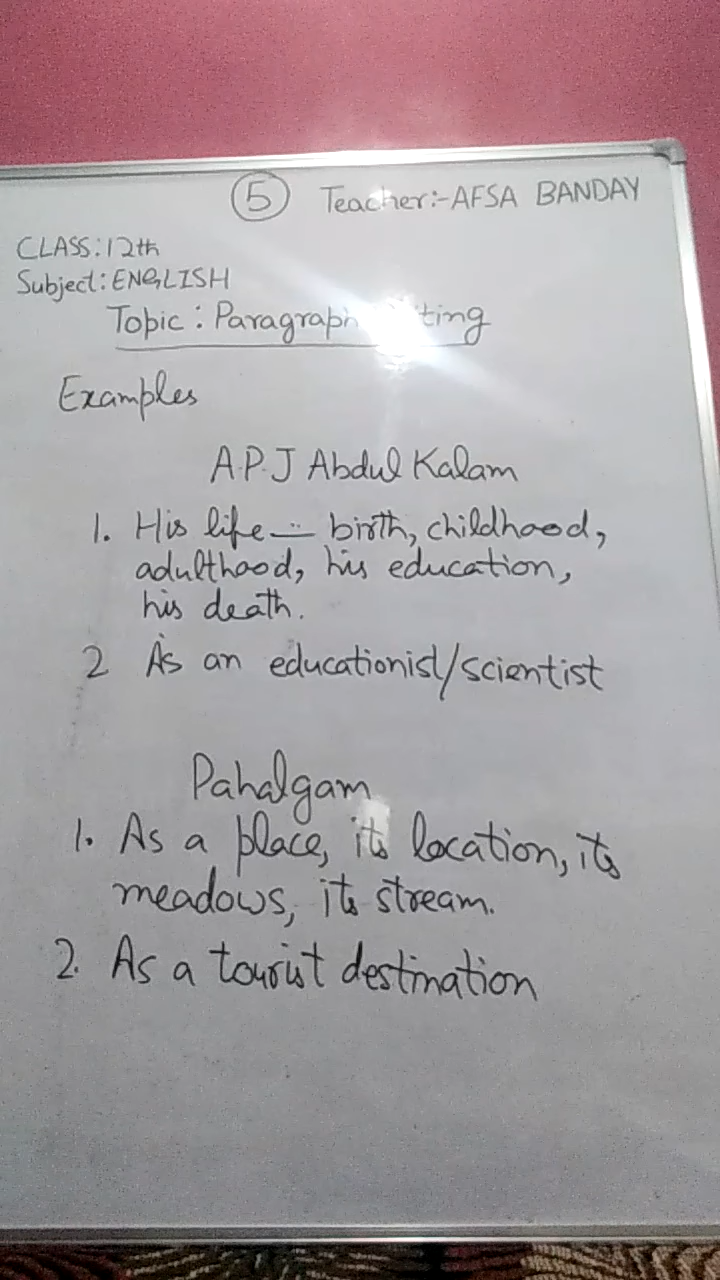 5 Teacher:-AFSA BANDAY
CLASS: 12th
Subject: ENGLISH
Topic: Paragraph
Examples
A.P.J Abdul Kalam
1. His life – birth, childhood,
adulthood, his education,
his death.
2 As an educationist/scientist
Pahalgam
1. As a place, its location, its
meadows, its stream.
2. As a tourist destination